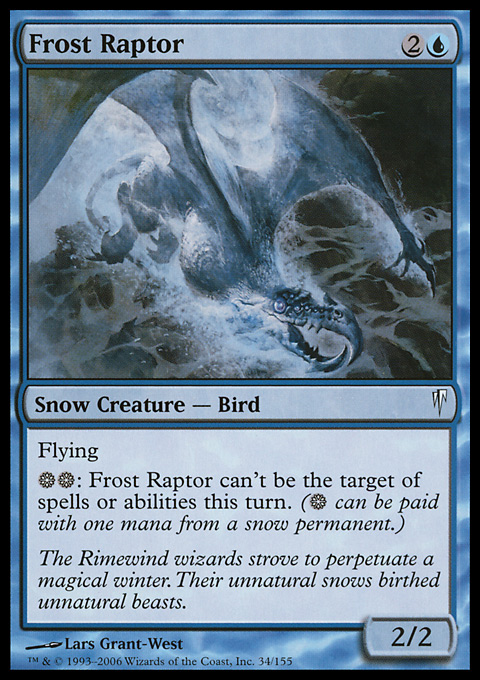 Frost Raptor 2
Snow Creature — Bird
Flying
: Frost Raptor can't be the target of
spells or abilities this turn. ( can be paid
with one mana from a snow permanent.)
The Rimewind wizards strove to perpetuate a
magical winter. Their unnatural snows birthed
unnatural beasts.
Lars Grant-West
2/2
™ & © 1993–2006 Wizards of the Coast, Inc. 34/155